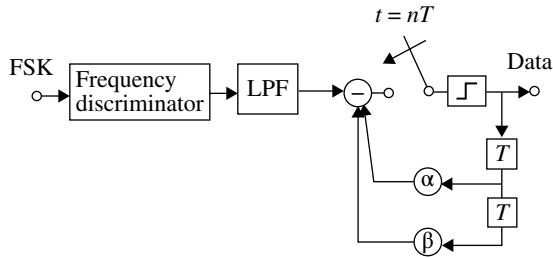 t = nT
FSK
Frequency
discriminator
LPF
−
Data
T
α
T
β